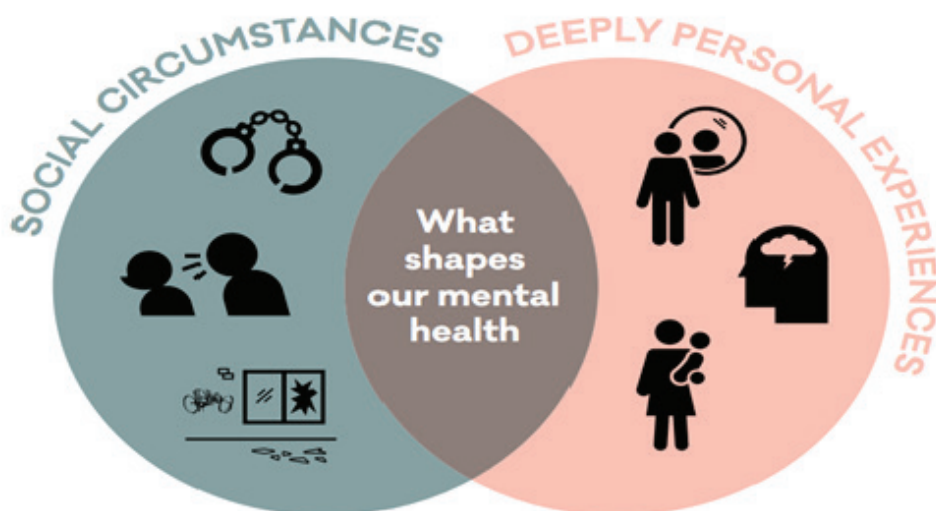 SOCIAL CIRCUMSTANCES
DEEPLY PERSONAL EXPERIENCES
What
shapes
our mental
health